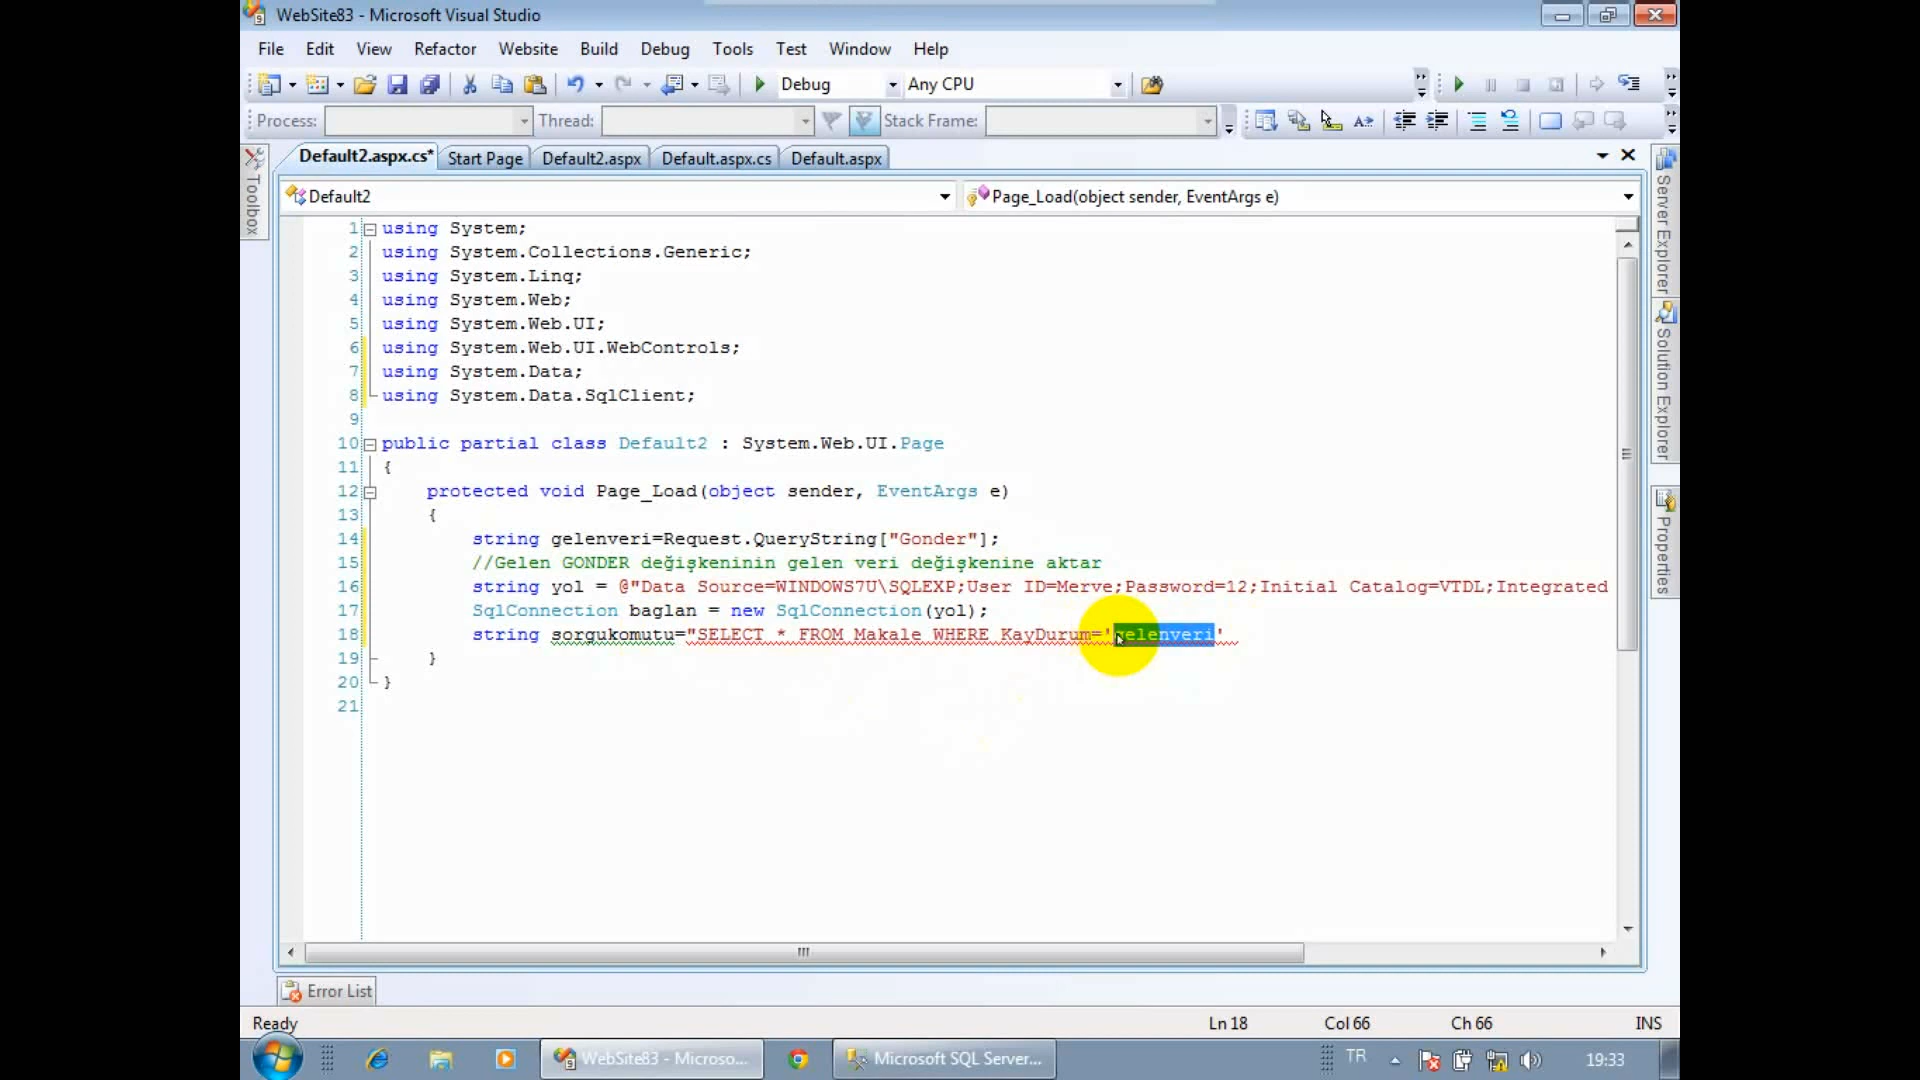 WebSite83 - Microsoft Visual Studio
File Edit View Refactor Website Build Debug Tools Test Window Help
Debug Any CPU
Process: Thread: Stack Frame:
Default2.aspx.cs* Start Page Default2.aspx Default.aspx.cs Default.aspx
Default2 Page_Load(object sender, EventArgs e)
Toolbox
Server Explorer
Solution Explorer
Properties
1 using System;
2 using System.Collections.Generic;
3 using System.Linq;
4 using System.Web;
5 using System.Web.UI;
6 using System.Web.UI.WebControls;
7 using System.Data;
8 using System.Data.SqlClient;
9
10 public partial class Default2 : System.Web.UI.Page
11 {
12 protected void Page_Load(object sender, EventArgs e)
13 {
14 string gelenveri=Request.QueryString["Gonder"];
15 //Gelen GONDER değişkeninin gelen veri değişkenine aktar
16 string yol = @"Data Source=WINDOWS7U\SQLEXP;User ID=Merve;Password=12;Initial Catalog=VTDL;Integrated
17 SqlConnection baglan = new SqlConnection(yol);
18 string sorgukomutu="SELECT * FROM Makale WHERE KayDurum='gelenveri'
19 }
20 }
21
Error List
Ready Ln 18 Col 66 Ch 66 INS
WebSite83 - Microso... Microsoft SQL Server... TR 19:33